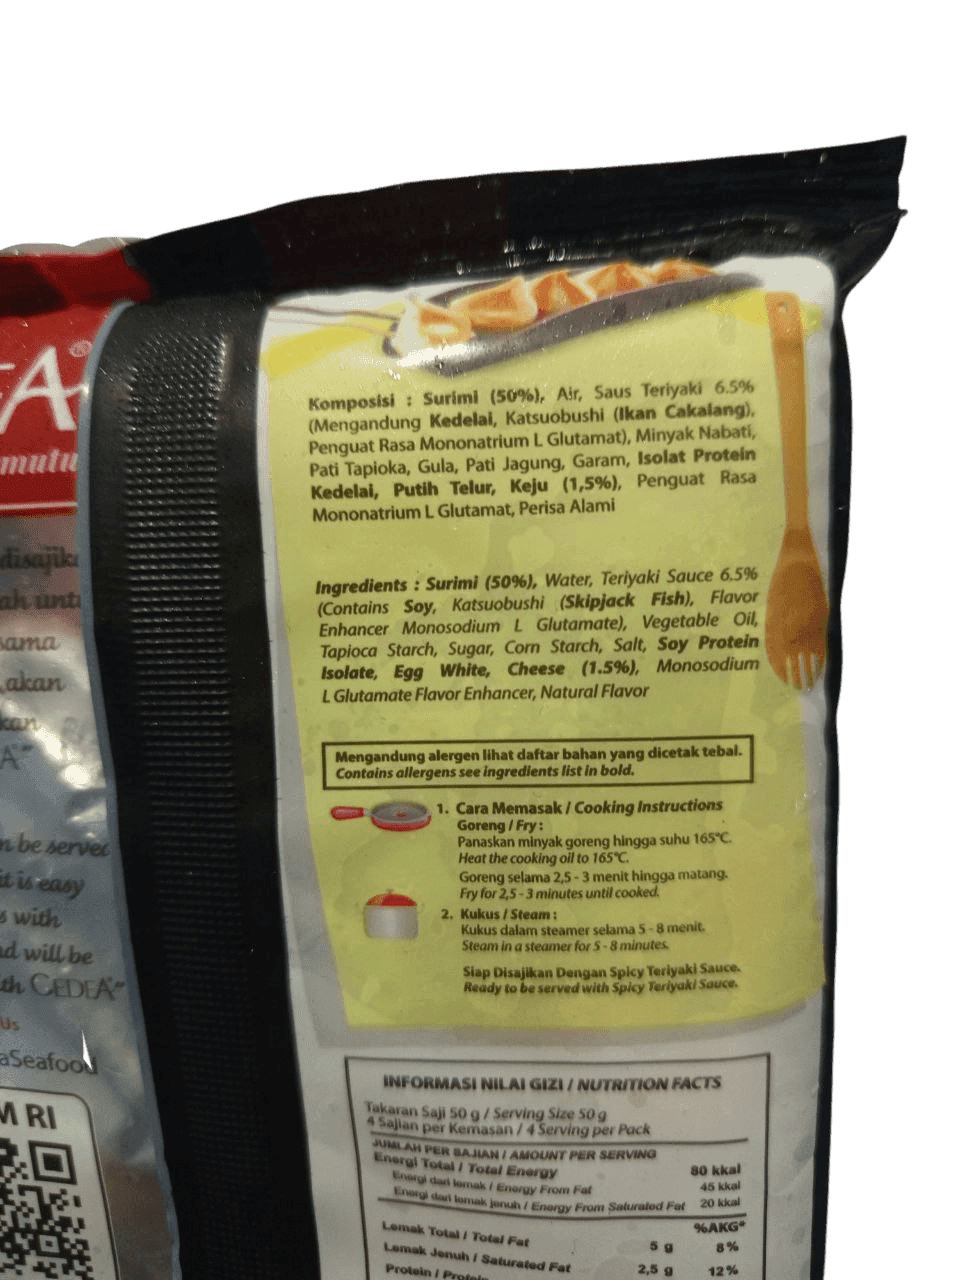 mutu
disajik
ah unt
sama
akan
kan
n be served
it is easy
s with
nd will be
th CEDEA™
Us
aSeafood
M RI
Komposisi : Surimi (50%), Air, Saus Teriyaki 6.5%
(Mengandung Kedelai, Katsuobushi (Ikan Cakalang),
Penguat Rasa Mononatrium L Glutamat), Minyak Nabati,
Pati Tapioka, Gula, Pati Jagung, Garam, Isolat Protein
Kedelai, Putih Telur, Keju (1,5%), Penguat Rasa
Mononatrium L Glutamat, Perisa Alami
Ingredients : Surimi (50%), Water, Teriyaki Sauce 6.5%
(Contains Soy, Katsuobushi (Skipjack Fish), Flavor
Enhancer Monosodium L Glutamate), Vegetable Oil,
Tapioca Starch, Sugar, Corn Starch, Salt, Soy Protein
Isolate, Egg White, Cheese (1.5%), Monosodium
L Glutamate Flavor Enhancer, Natural Flavor
Mengandung alergen lihat daftar bahan yang dicetak tebal.
Contains allergens see ingredients list in bold.
1. Cara Memasak / Cooking Instructions
Goreng / Fry :
Panaskan minyak goreng hingga suhu 165°C.
Heat the cooking oil to 165°C.
Goreng selama 2,5 - 3 menit hingga matang.
Fry for 2,5 - 3 minutes until cooked.
2. Kukus / Steam :
Kukus dalam steamer selama 5 - 8 menit.
Steam in a steamer for 5 - 8 minutes.
Siap Disajikan Dengan Spicy Teriyaki Sauce.
Ready to be served with Spicy Teriyaki Sauce.
INFORMASI NILAI GIZI / NUTRITION FACTS
Takaran Saji 50 g / Serving Size 50 g
4 Sajian per Kemasan / 4 Serving per Pack
JUMLAH PER SAJIAN / AMOUNT PER SERVING
Energi Total / Total Energy 80 kkal
Energi dari lemak / Energy From Fat 45 kkal
Energi dari lemak jenuh / Energy From Saturated Fat 20 kkal
%AKG*
Lemak Total / Total Fat 5 g 8%
Lemak Jenuh / Saturated Fat 2,5 g 12%
Protein / Protein